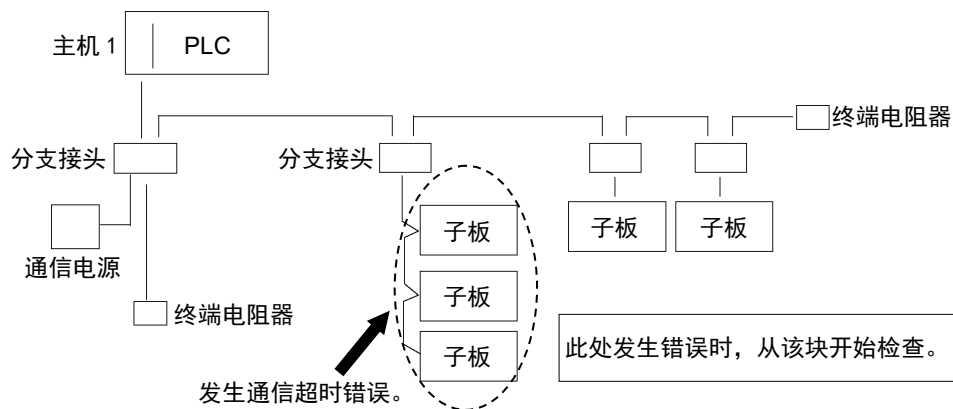 主机 1
PLC
终端电阻器
分支接头
分支接头
子板
子板
子板
通信电源
子板
终端电阻器
子板
此处发生错误时，从该块开始检查。
发生通信超时错误。